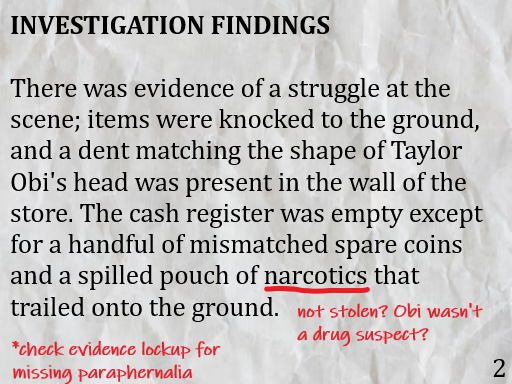 INVESTIGATION FINDINGS
There was evidence of a struggle at the
scene; items were knocked to the ground,
and a dent matching the shape of Taylor
Obi's head was present in the wall of the
store. The cash register was empty except
for a handful of mismatched spare coins
and a spilled pouch of narcotics that
trailed onto the ground.
not stolen? Obi wasn't
a drug suspect?
*check evidence lockup for
missing paraphernalia
2